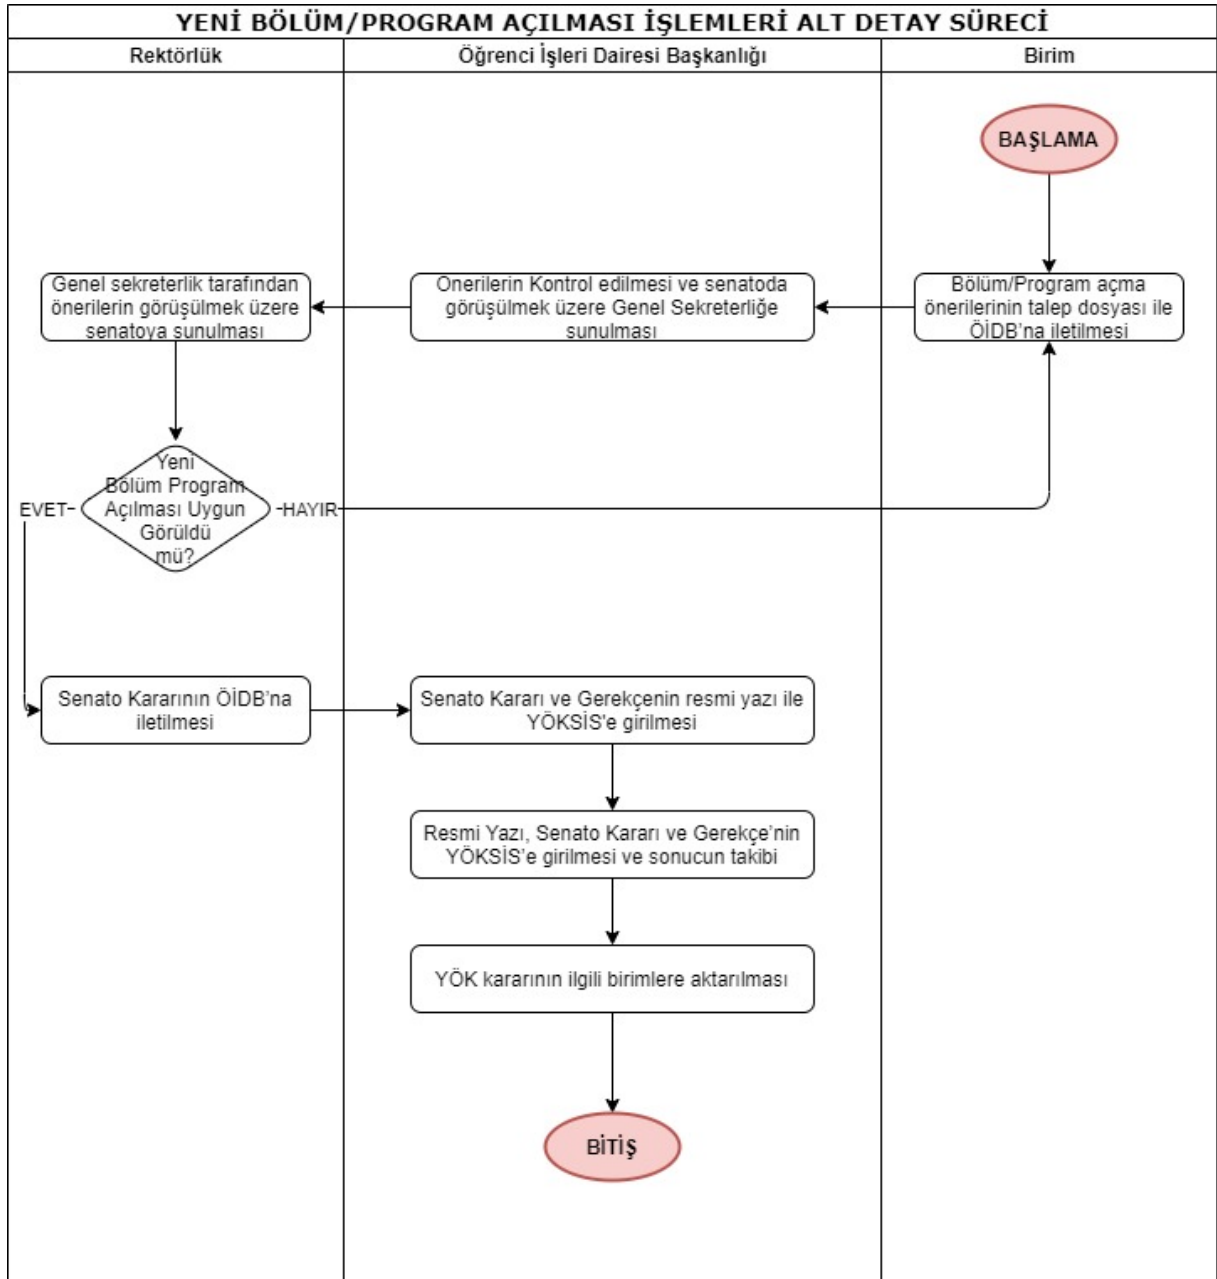 YENİ BÖLÜM/PROGRAM AÇILMASI İŞLEMLERİ ALT DETAY SÜRECİ
Rektörlük
Öğrenci İşleri Dairesi Başkanlığı
Birim
BAŞLAMA
Bölüm/Program açma
önerilerinin talep dosyası ile
ÖİDB'na iletilmesi
Önerilerin Kontrol edilmesi ve senatoda
görüşülmek üzere Genel Sekreterliğe
sunulması
Genel sekreterlik tarafından
önerilerin görüşülmek üzere
senatoya sunulması
Yeni
Bölüm Program
Açılması Uygun
Görüldü
mü?
EVET
HAYIR
Senato Kararının ÖİDB'na
iletilmesi
Senato Kararı ve Gerekçenin resmi yazı ile
YÖKSİS'e girilmesi
Resmi Yazı, Senato Kararı ve Gerekçe'nin
YÖKSİS'e girilmesi ve sonucun takibi
YÖK kararının ilgili birimlere aktarılması
BİTİŞ